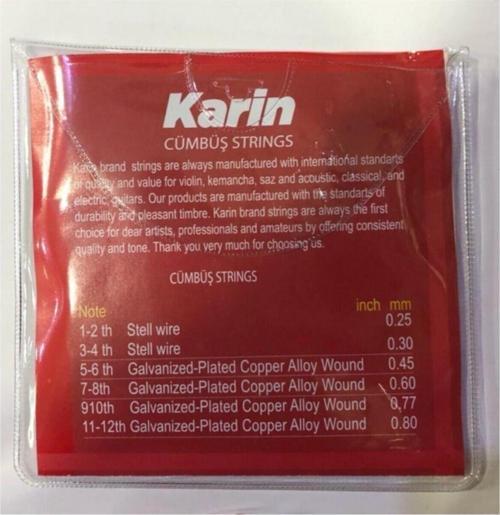 Karin
CÜMBÜŞ STRINGS
Karin brand strings are always manufactured with international standarts
of quality and value for violin, kemancha, saz and acoustic, classical, and
electric, guitars. Our products are manufactured with the standarts of
durability and pleasant timbre. Karin brand strings are always the first
choice for dear artists, professionals and amateurs by offering consistent
quality and tone. Thank you very much for choosing us.
CÜMBÜŞ STRINGS
Note inch mm
1-2 th Stell wire 0.25
3-4 th Stell wire 0.30
5-6 th Galvanized-Plated Copper Alloy Wound 0.45
7-8th Galvanized-Plated Copper Alloy Wound 0.60
910th Galvanized-Plated Copper Alloy Wound 0,77
11-12th Galvanized-Plated Copper Alloy Wound 0.80